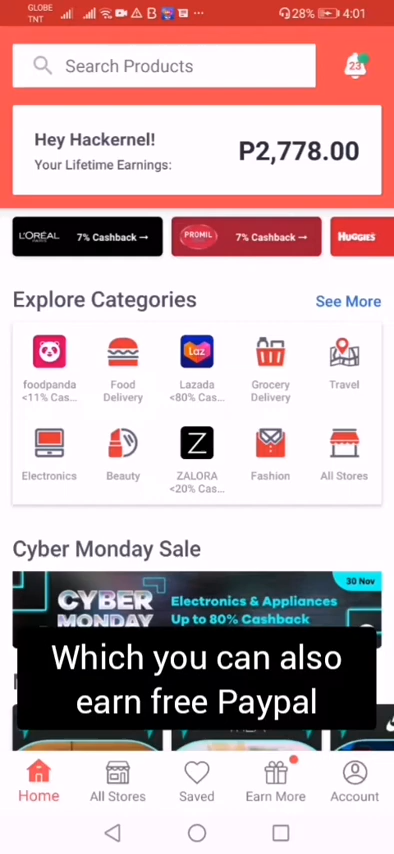 GLOBE
TNT
28% 4:01
Search Products
23
Hey Hackernel!
Your Lifetime Earnings:
P2,778.00
L'ORÉAL
7% Cashback →
PROMIL
7% Cashback →
HUGGIES
Explore Categories
See More
foodpanda
<11% Cas...
Food
Delivery
Laz
Lazada
<80% Cas...
Grocery
Delivery
Travel
Electronics
Beauty
Z
ZALORA
<20% Cas...
Fashion
All Stores
Cyber Monday Sale
30 Nov
CYBER
MONDAY
Electronics & Appliances
Up to 80% Cashback
Which you can also
earn free Paypal
Home
All Stores
Saved
Earn More
Account